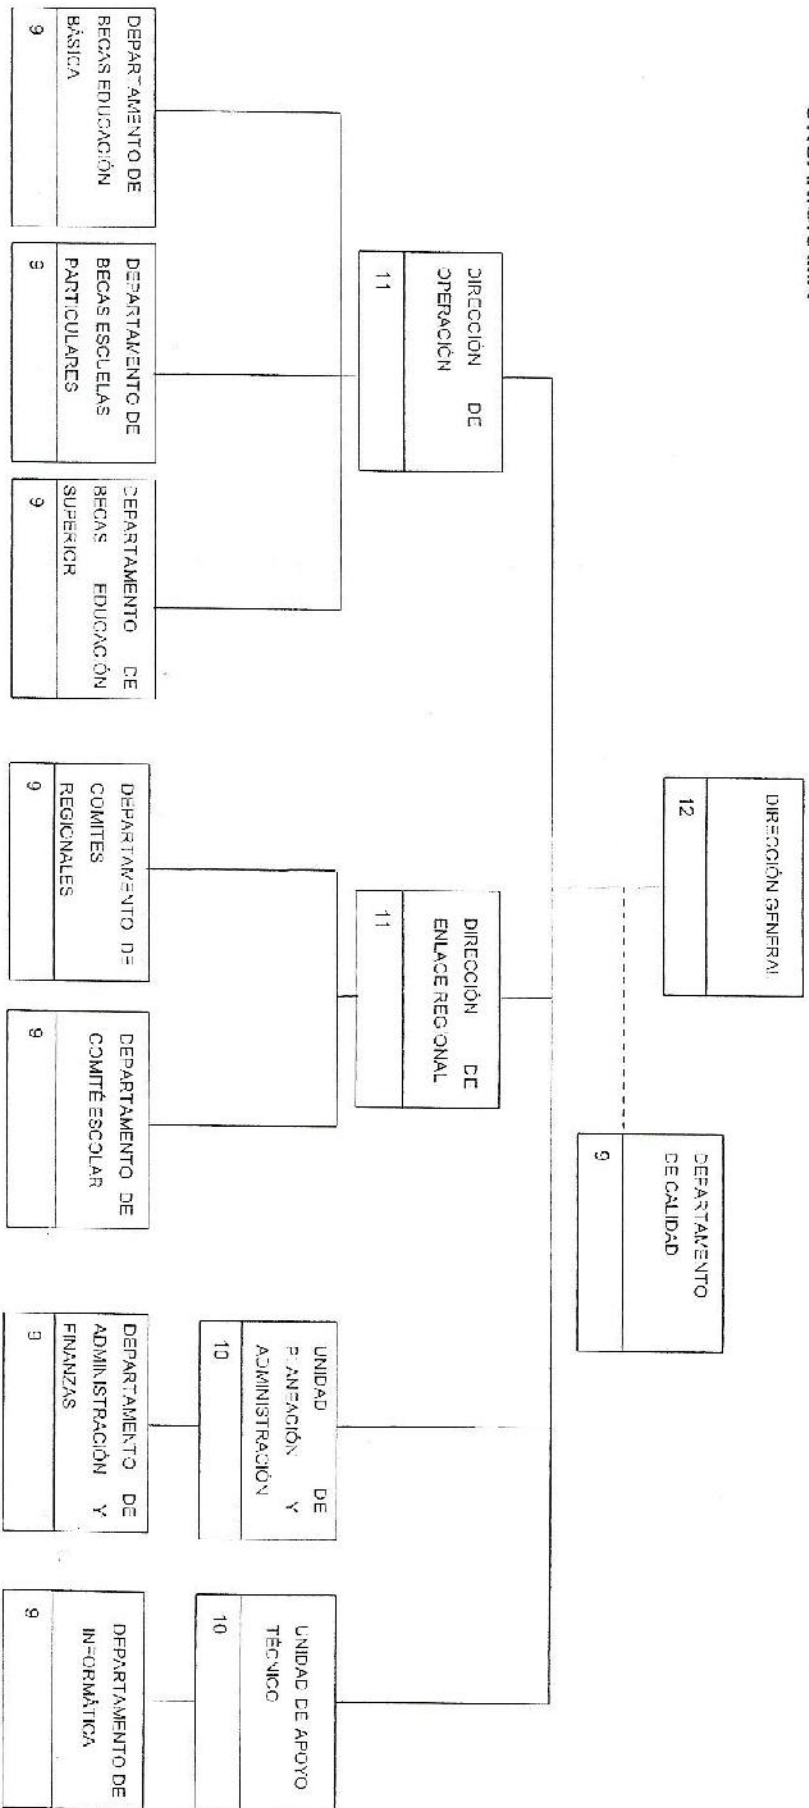 DIRECCIÓN GENERAL
12
DEPARTAMENTO
DE CALIDAD
9
DIRECCIÓN DE
OPERACIÓN
11
DIRECCIÓN DE
ENLACE REGIONAL
11
UNIDAD DE
PLANEACIÓN Y
ADMINISTRACIÓN
10
UNIDAD DE APOYO
TÉCNICO
10
DEPARTAMENTO DE
BECAS EDUCACIÓN
BÁSICA
9
DEPARTAMENTO DE
BECAS ESCUELAS
PARTICULARES
9
DEPARTAMENTO DE
BECAS EDUCACIÓN
SUPERIOR
9
DEPARTAMENTO DE
COMITES
REGIONALES
9
DEPARTAMENTO DE
COMITÉ ESCOLAR
9
DEPARTAMENTO DE
ADMINISTRACIÓN Y
FINANZAS
9
DEPARTAMENTO DE
INFORMÁTICA
9